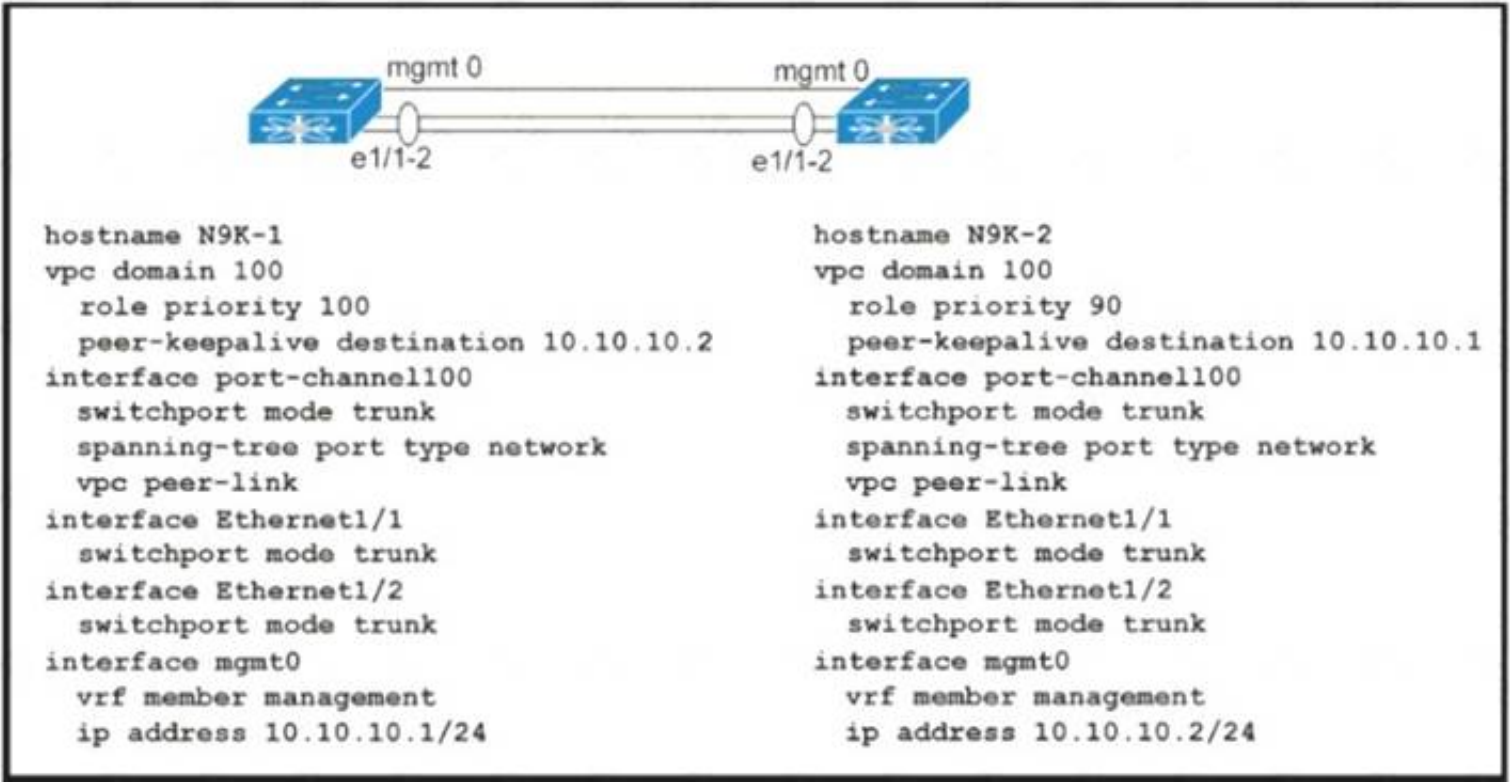 mgmt 0
mgmt 0
e1/1-2
e1/1-2
hostname N9K-1
vpc domain 100
role priority 100
peer-keepalive destination 10.10.10.2
interface port-channel100
switchport mode trunk
spanning-tree port type network
vpc peer-link
interface Ethernet1/1
switchport mode trunk
interface Ethernet1/2
switchport mode trunk
interface mgmt0
vrf member management
ip address 10.10.10.1/24
hostname N9K-2
vpc domain 100
role priority 90
peer-keepalive destination 10.10.10.1
interface port-channel100
switchport mode trunk
spanning-tree port type network
vpc peer-link
interface Ethernet1/1
switchport mode trunk
interface Ethernet1/2
switchport mode trunk
interface mgmt0
vrf member management
ip address 10.10.10.2/24